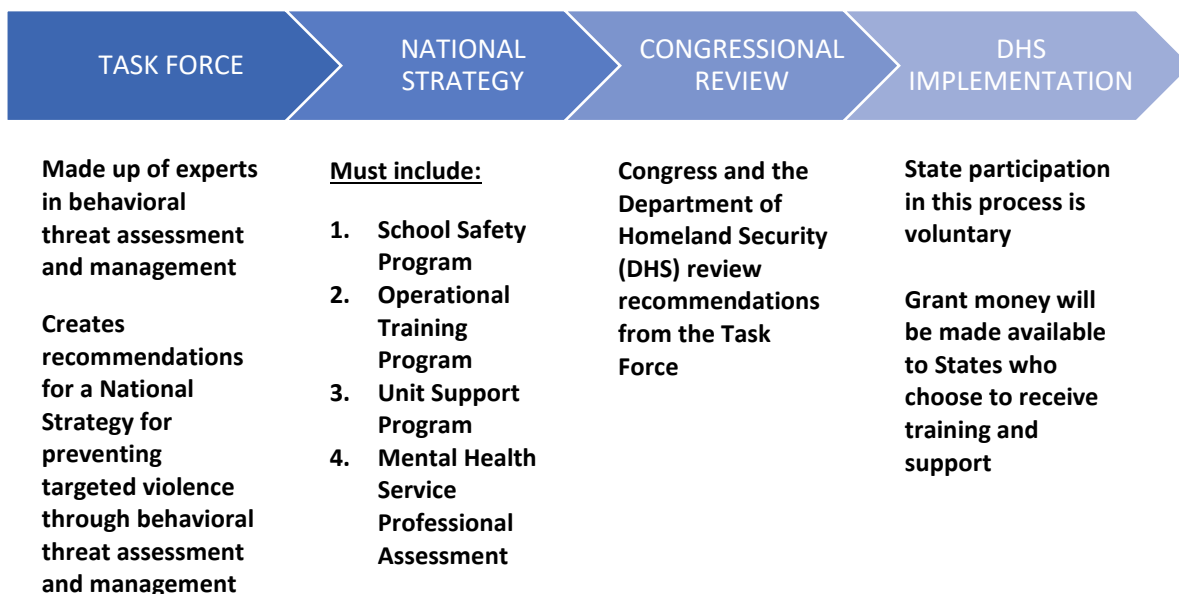 TASK FORCE
NATIONAL
STRATEGY
CONGRESSIONAL
REVIEW
DHS
IMPLEMENTATION
Made up of experts
in behavioral
threat assessment
and management
Creates
recommendations
for a National
Strategy for
preventing
targeted violence
through behavioral
threat assessment
and management
Must include:
1. School Safety
Program
2. Operational
Training
Program
3. Unit Support
Program
4. Mental Health
Service
Professional
Assessment
Congress and the
Department of
Homeland Security
(DHS) review
recommendations
from the Task
Force
State participation
in this process is
voluntary
Grant money will
be made available
to States who
choose to receive
training and
support